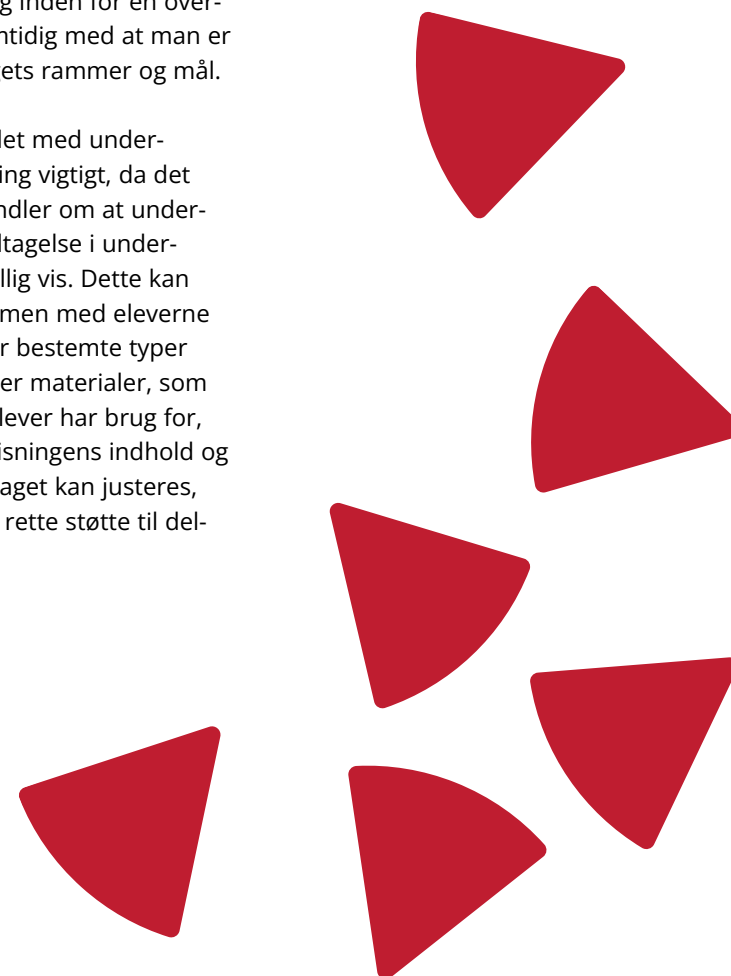 g inden for en over-
ntidig med at man er
gets rammer og mål.
det med under-
ing vigtigt, da det
ndler om at under-
ltagelse i under-
llig vis. Dette kan
men med eleverne
r bestemte typer
er materialer, som
lever har brug for,
isningens indhold og
aget kan justeres,
rette støtte til del-